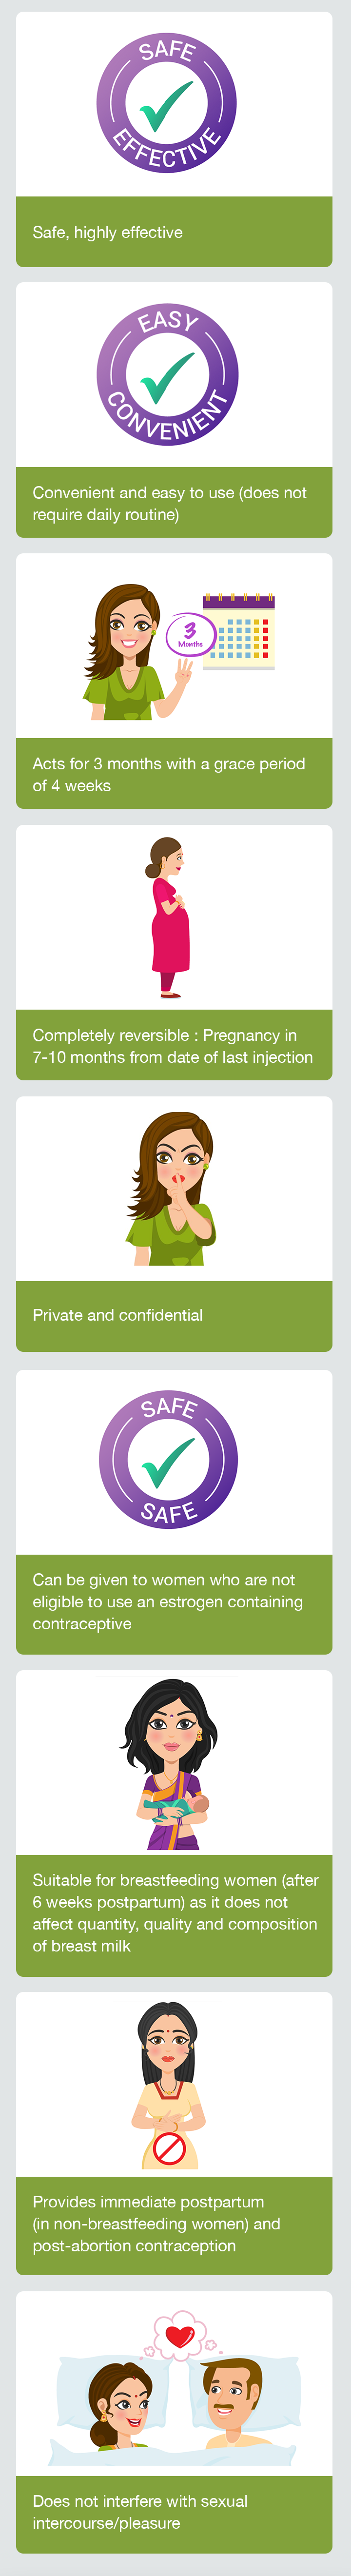 SAFE
EFFECTIVE
Safe, highly effective
EASY
CONVENIENT
Convenient and easy to use (does not
require daily routine)
3
Months
Acts for 3 months with a grace period
of 4 weeks
Completely reversible : Pregnancy in
7-10 months from date of last injection
Private and confidential
SAFE
SAFE
Can be given to women who are not
eligible to use an estrogen containing
contraceptive
Suitable for breastfeeding women (after
6 weeks postpartum) as it does not
affect quantity, quality and composition
of breast milk
Provides immediate postpartum
(in non-breastfeeding women) and
post-abortion contraception
Does not interfere with sexual
intercourse/pleasure